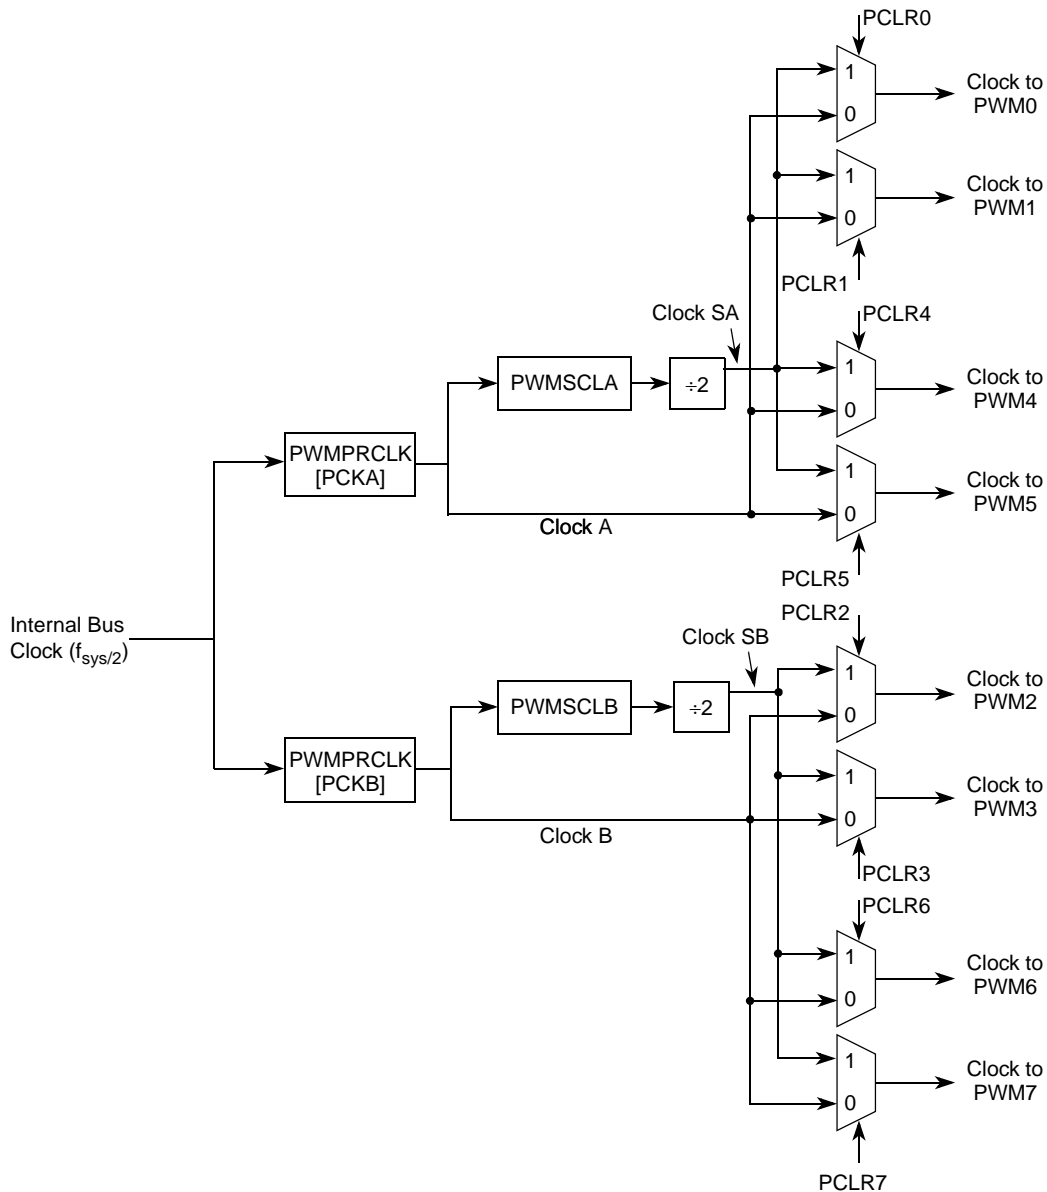 PCLR0
1
0
Clock to
PWM0
1
0
Clock to
PWM1
PCLR1
Clock SA
PCLR4
PWMSCLA
÷2
1
0
Clock to
PWM4
PWMPRCLK
[PCKA]
1
0
Clock to
PWM5
Clock A
PCLR5
Internal Bus
Clock (fsys/2)
PCLR2
Clock SB
PWMSCLB
÷2
1
0
Clock to
PWM2
PWMPRCLK
[PCKB]
1
0
Clock to
PWM3
Clock B
PCLR3
PCLR6
1
0
Clock to
PWM6
1
0
Clock to
PWM7
PCLR7